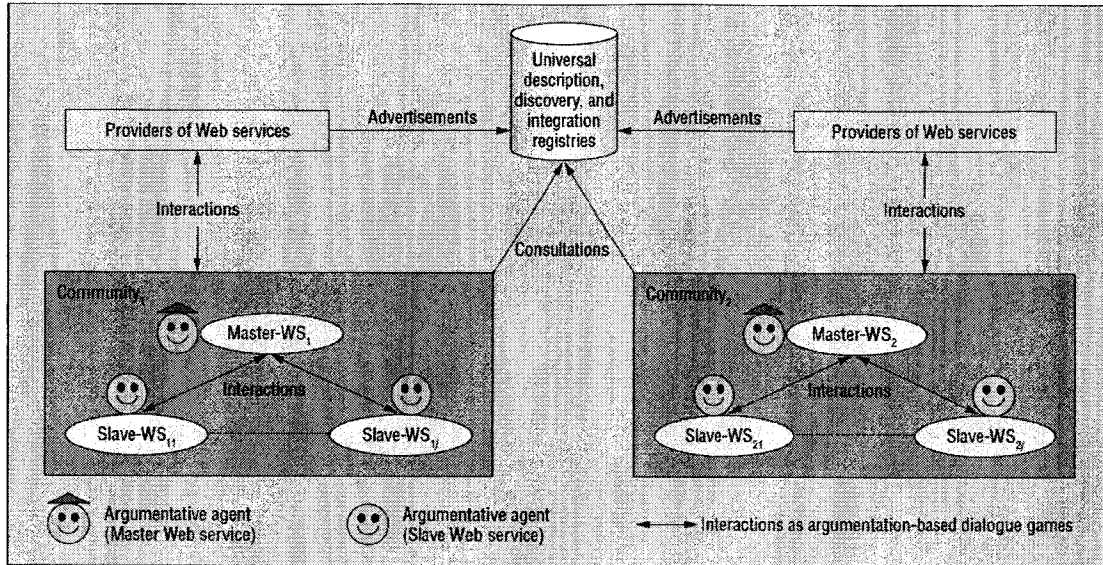 Universal
description,
discovery, and
integration
registries
Providers of Web services
Advertisements
Advertisements
Providers of Web services
Interactions
Interactions
Consultations
Community₁
Master-WS₁
Interactions
Slave-WS₁₁
Slave-WS₁ⱼ
Community₂
Master-WS₂
Interactions
Slave-WS₂₁
Slave-WS₂ⱼ
Argumentative agent
(Master Web service)
Argumentative agent
(Slave Web service)
Interactions as argumentation-based dialogue games